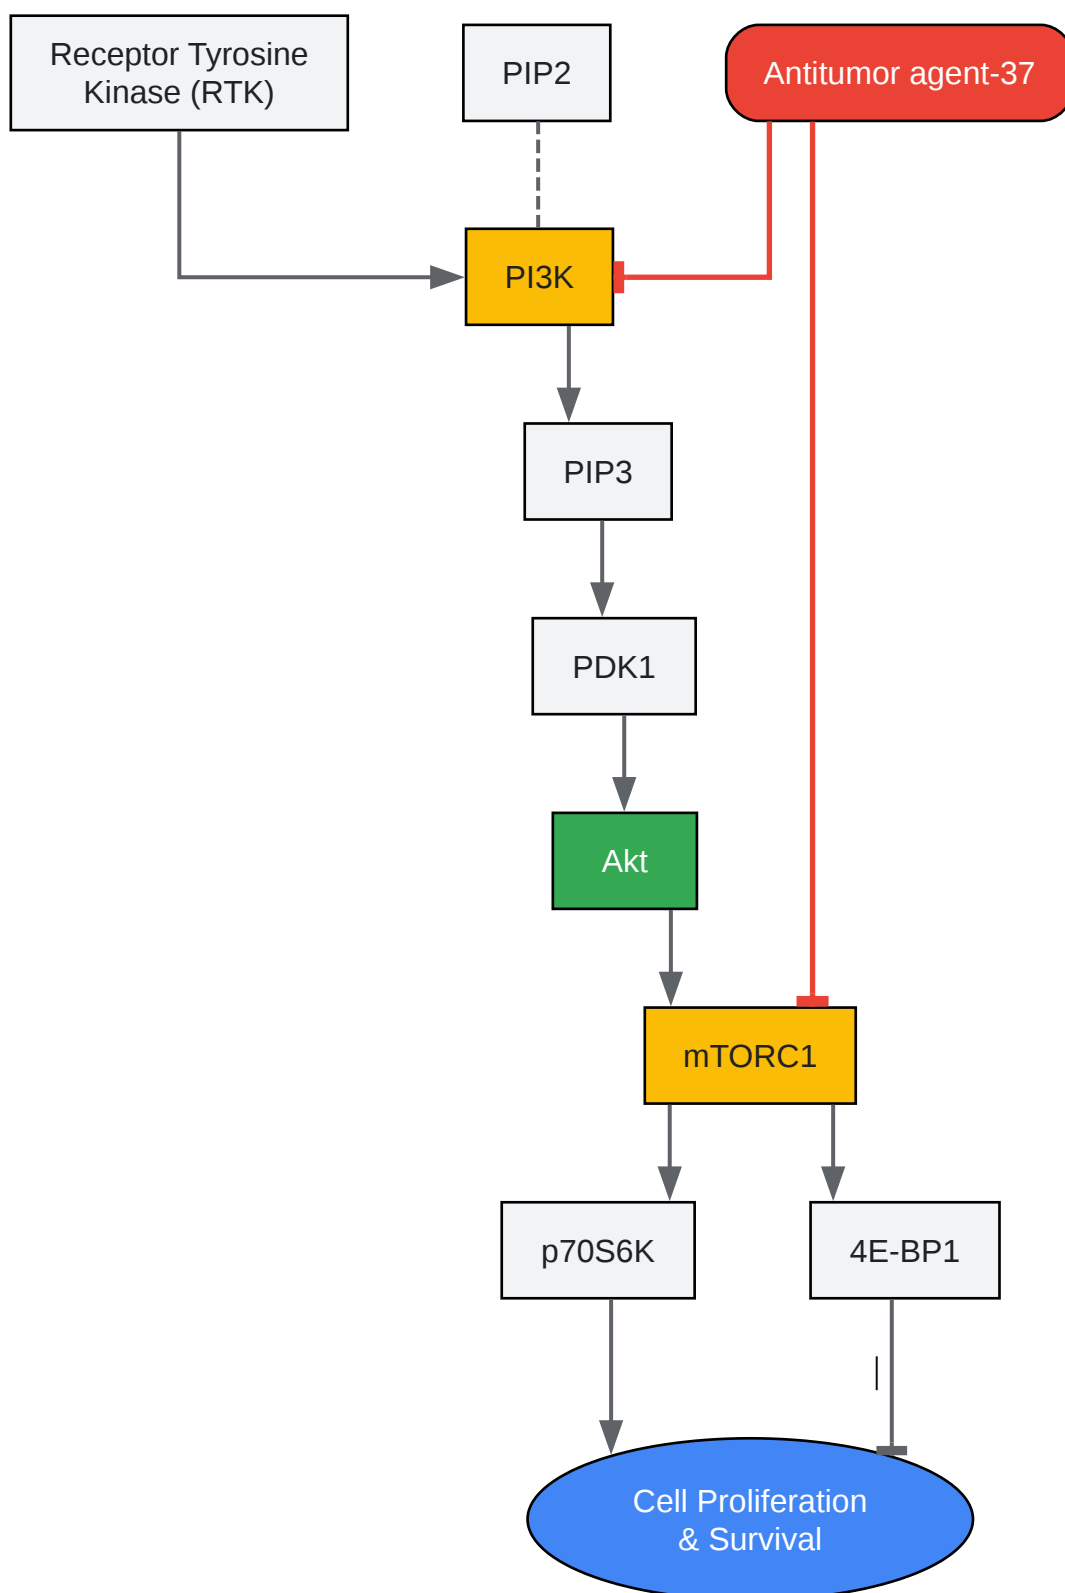 Receptor Tyrosine
Kinase (RTK)
PIP2
Antitumor agent-37
PI3K
PIP3
PDK1
Akt
mTORC1
p70S6K
4E-BP1
|
Cell Proliferation
& Survival